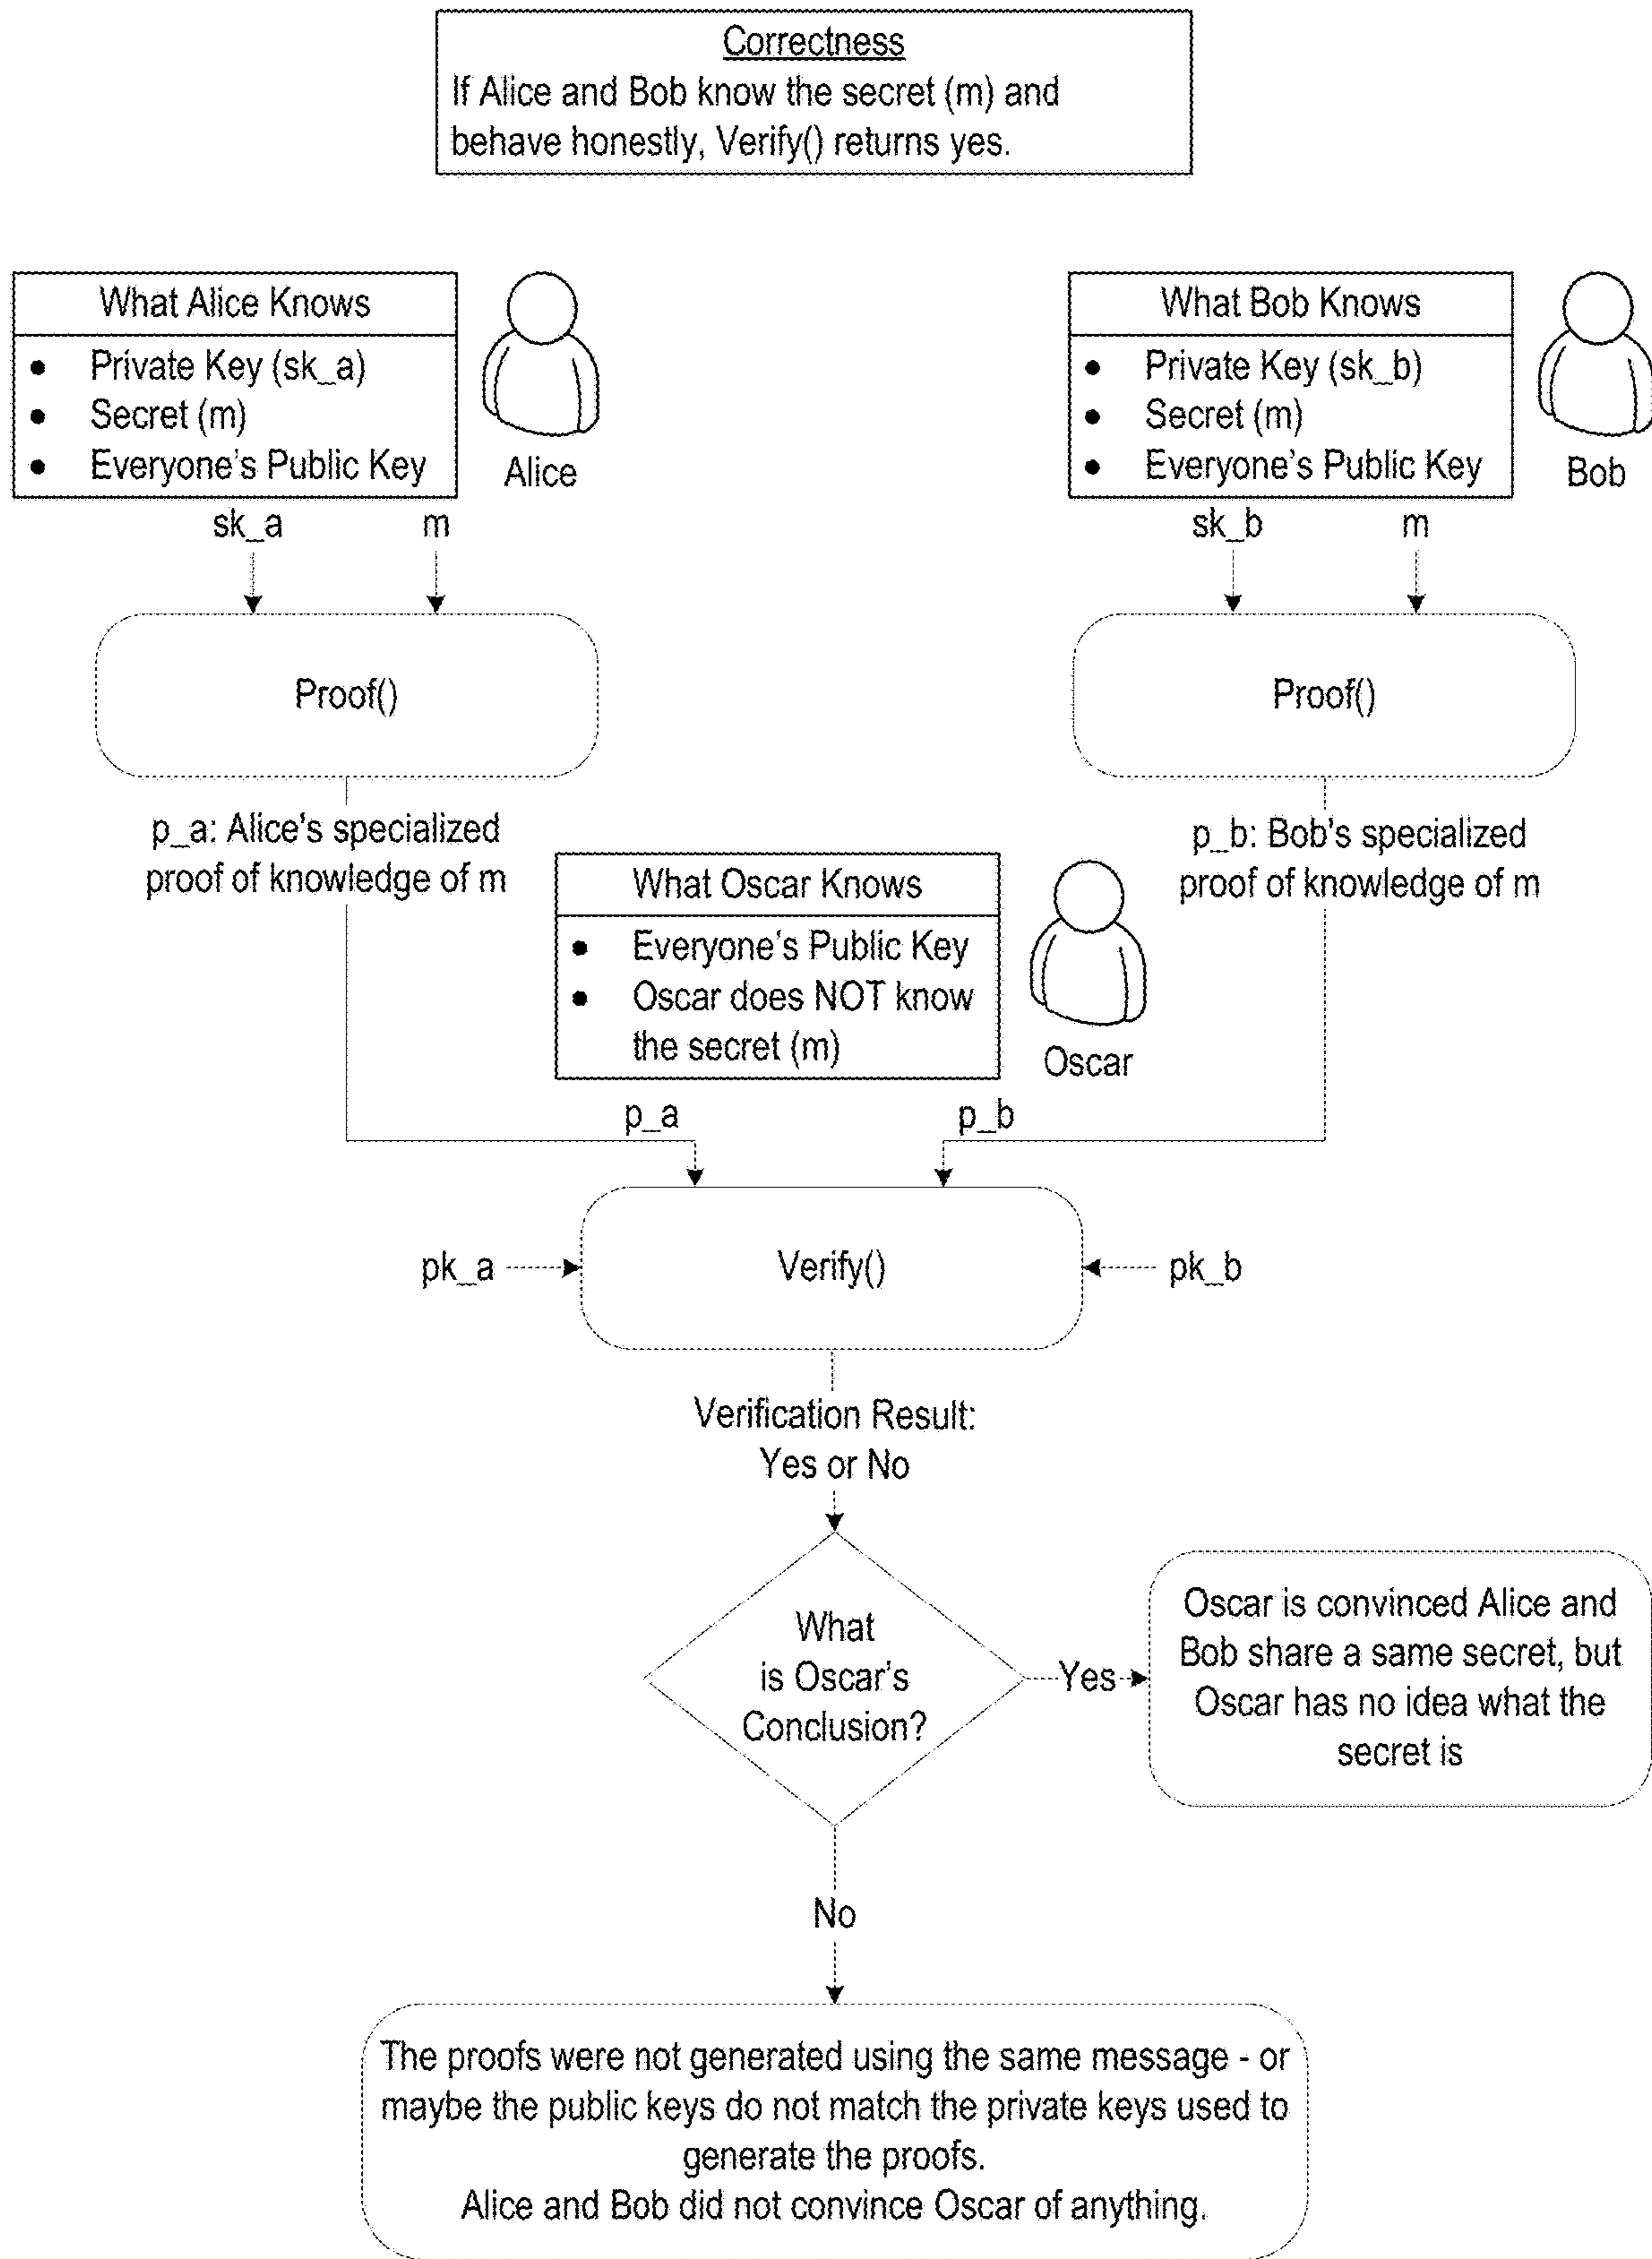 Correctness
If Alice and Bob know the secret (m) and
behave honestly, Verify() returns yes.
What Alice Knows
• Private Key (sk_a)
• Secret (m)
• Everyone's Public Key
Alice
What Bob Knows
• Private Key (sk_b)
• Secret (m)
• Everyone's Public Key
Bob
sk_a m
sk_b m
Proof()
Proof()
p_a: Alice's specialized
proof of knowledge of m
p_b: Bob's specialized
proof of knowledge of m
What Oscar Knows
• Everyone's Public Key
• Oscar does NOT know
the secret (m)
Oscar
p_a
p_b
pk_a
Verify()
pk_b
Verification Result:
Yes or No
What
is Oscar's
Conclusion?
Yes
Oscar is convinced Alice and
Bob share a same secret, but
Oscar has no idea what the
secret is
No
The proofs were not generated using the same message - or
maybe the public keys do not match the private keys used to
generate the proofs.
Alice and Bob did not convince Oscar of anything.